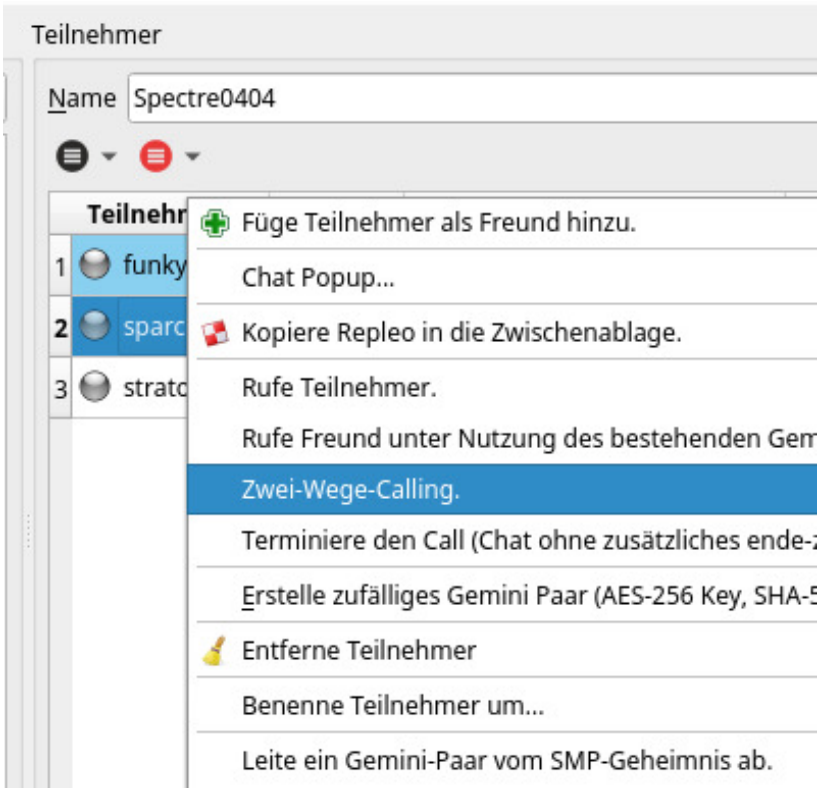 Teilnehmer
Name Spectre0404
Teilnehr
1 funky
2 sparc
3 strato
Füge Teilnehmer als Freund hinzu.
Chat Popup...
Kopiere Repleo in die Zwischenablage.
Rufe Teilnehmer.
Rufe Freund unter Nutzung des bestehenden Gem
Zwei-Wege-Calling.
Terminiere den Call (Chat ohne zusätzliches ende-z
Erstelle zufälliges Gemini Paar (AES-256 Key, SHA-5
Entferne Teilnehmer
Benenne Teilnehmer um...
Leite ein Gemini-Paar vom SMP-Geheimnis ab.